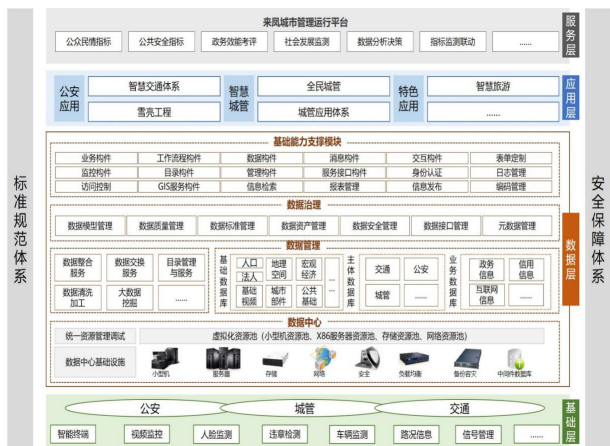 来凤城市管理运行平台
公众民情指标 公共安全指标 政务效能考评 社会发展监测 数据分析决策 指标监测联动 ......
服务层
公安应用 智慧交通体系 智慧城管 全民城管 特色应用 智慧旅游
雪亮工程 城管应用体系 ......
应用层
标准规范体系
安全保障体系
基础能力支撑模块
业务构件 工作流程构件 数据构件 消息构件 交互构件 表单定制
监控构件 目录构件 管理构件 服务接口构件 身份认证 日志管理
访问控制 GIS服务构件 信息检索 报表管理 信息发布 编码管理
数据治理
数据模型管理 数据质量管理 数据标准管理 数据资产管理 数据安全管理 数据接口管理 元数据管理
数据管理
数据整合服务 数据交换服务 目录管理与服务
数据清洗加工 大数据挖掘 ......
基础数据库 人口 法人 地理空间 宏观经济 ...
基础视频 城市部件 公共基础 ...
主体数据库 交通 公安
城管 ......
业务数据库 政务信息 信用信息
互联网信息 ......
数据层
数据中心
统一资源管理调试 虚拟化资源池（小型机资源池、X86服务器资源池、存储资源池、网络资源池）
数据中心基础设施 小型机 服务器 存储 网络 安全 负载均衡 备份容灾 中间件数据库
公安 城管 交通
智能终端 视频监控 人脸监测 违章检测 车辆监测 路况信息 信号管理 ......
基础层